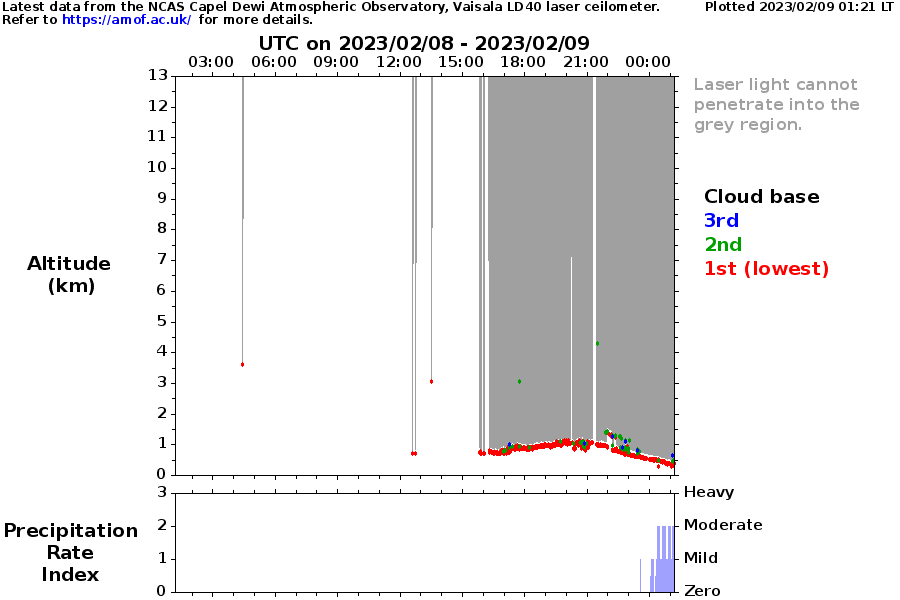 Latest data from the NCAS Capel Dewi Atmospheric Observatory, Vaisala LD40 laser ceilometer.
Plotted 2023/02/09 01:21 LT
Refer to https://amof.ac.uk/ for more details.
UTC on 2023/02/08 - 2023/02/09
03:00 06:00 09:00 12:00 15:00 18:00 21:00 00:00
13
12
11
10
9
8
7
6
5
4
3
2
1
0
Altitude
(km)
Laser light cannot
penetrate into the
grey region.
Cloud base
3rd
2nd
1st (lowest)
3
2
1
0
Precipitation
Rate
Index
Heavy
Moderate
Mild
Zero